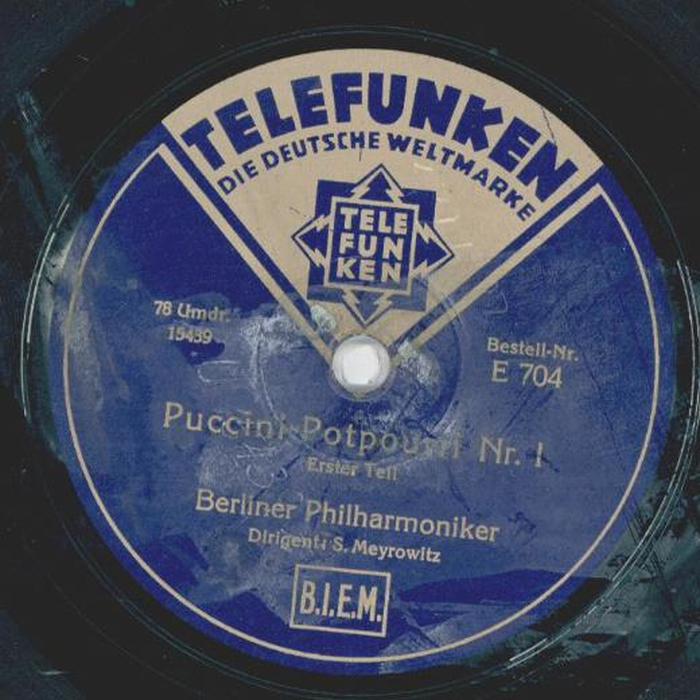 TELEFUNKEN
DIE DEUTSCHE WELTMARKE
TELE
FUN
KEN
78 Umdr.
15439
Bestell-Nr.
E 704
Puccini-Potpourri Nr. I
Erster Teil
Berliner Philharmoniker
Dirigent: S. Meyrowitz
B.I.E.M.